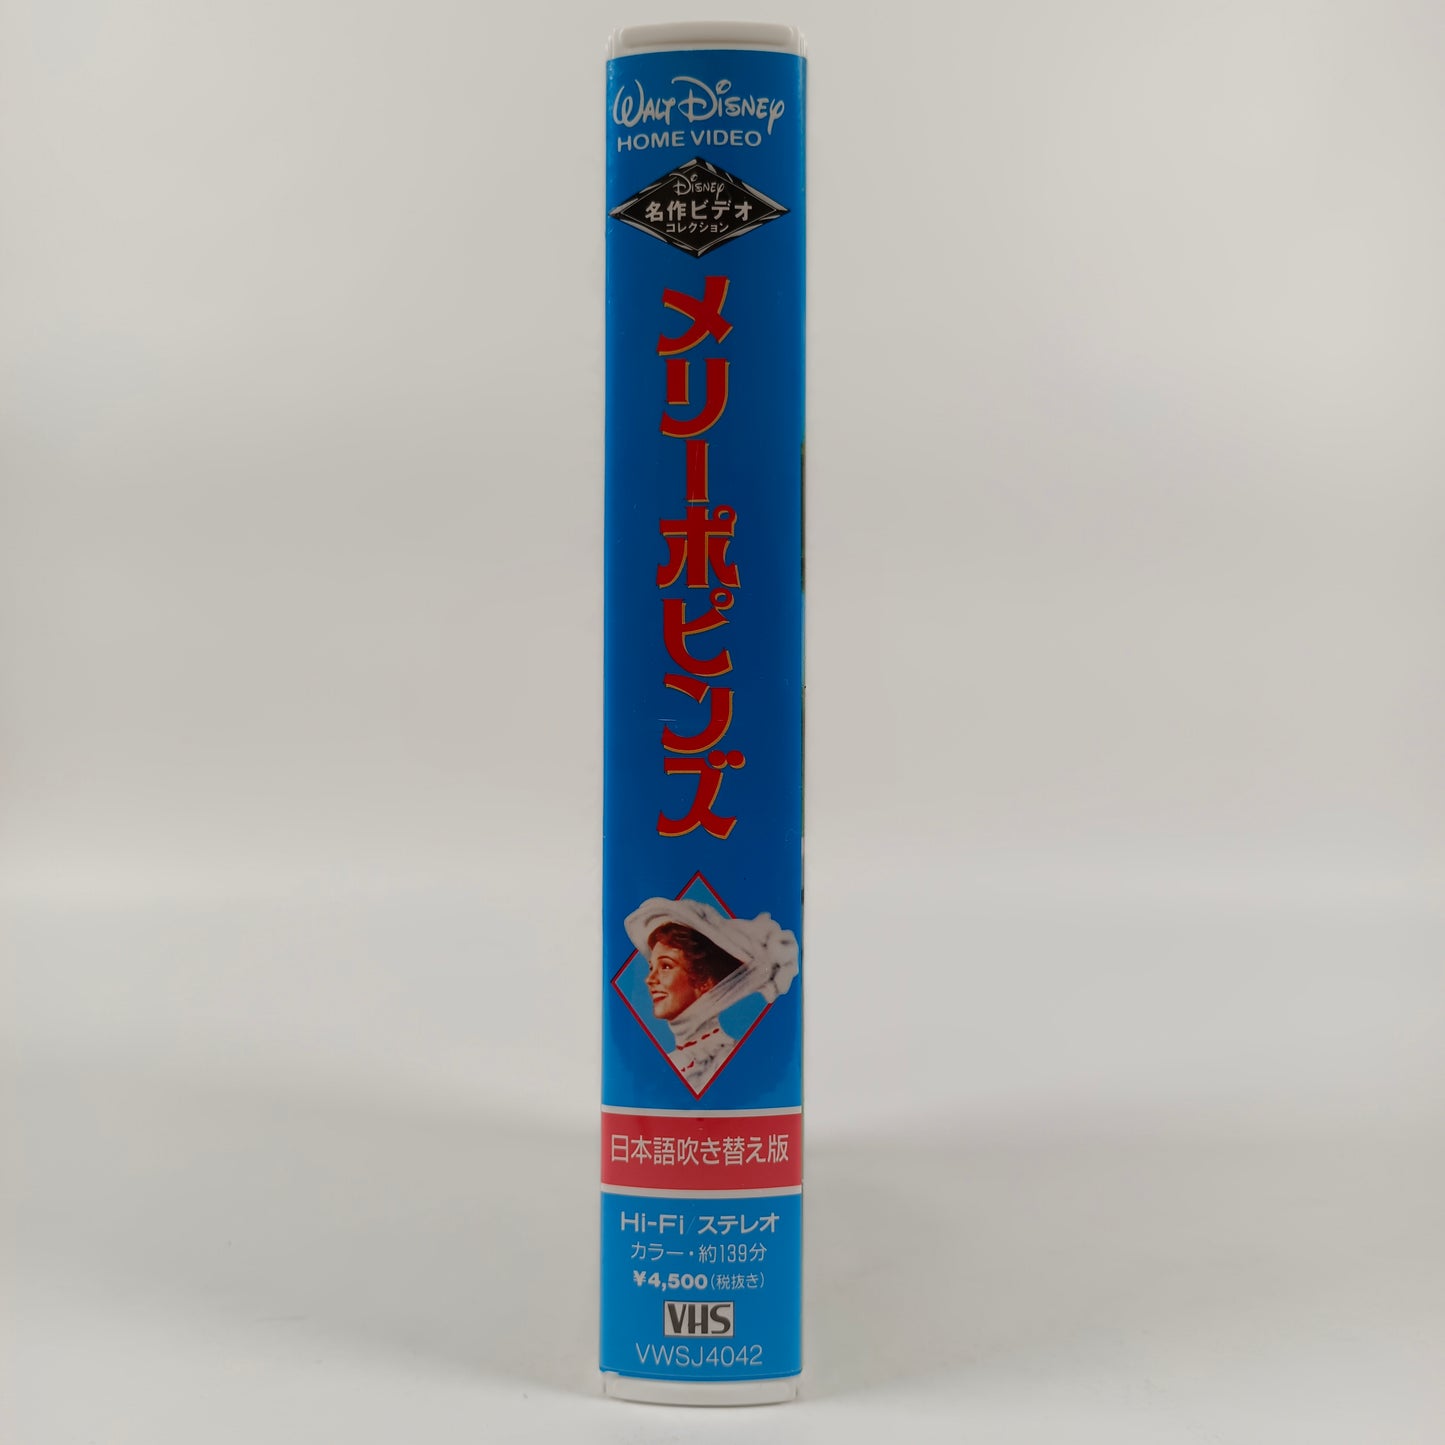 WALT DISNEY
HOME VIDEO
DISNEY
名作ビデオ
コレクション
メリーポピンズ
日本語吹き替え版
Hi-Fi/ステレオ
カラー・約139分
¥4,500(税抜き)
VHS
VWSJ4042